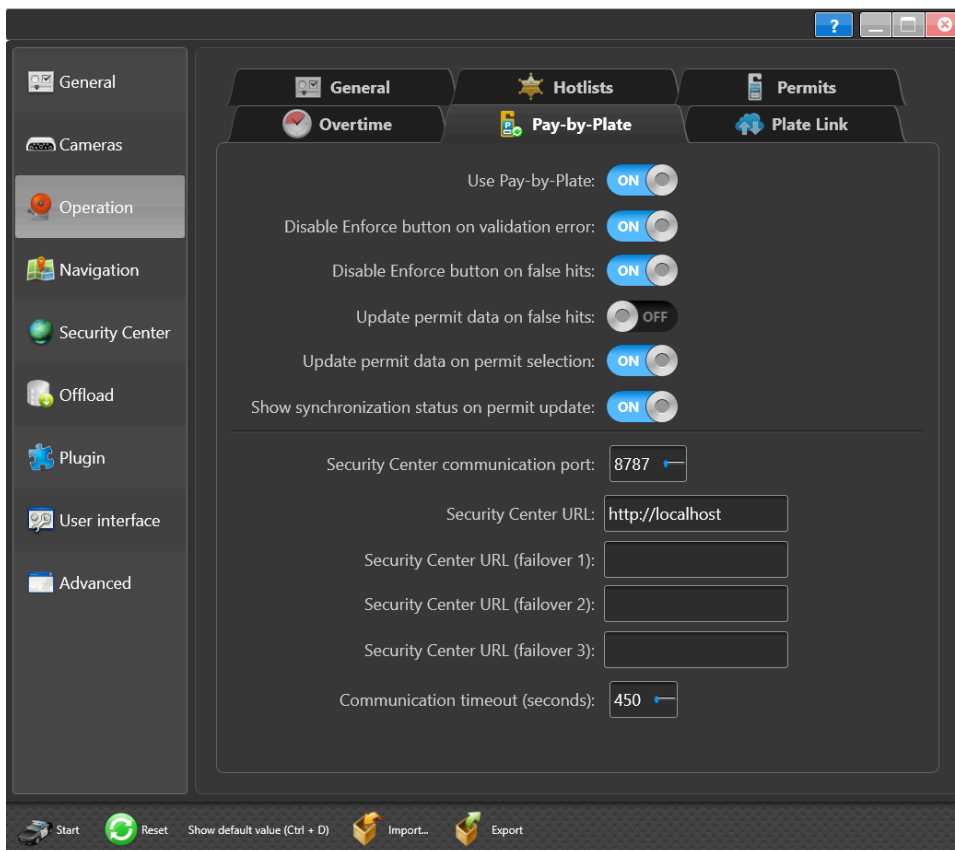 ?
General
Cameras
Operation
Navigation
Security Center
Offload
Plugin
User interface
Advanced
General Hotlists Permits
Overtime Pay-by-Plate Plate Link
Use Pay-by-Plate: ON
Disable Enforce button on validation error: ON
Disable Enforce button on false hits: ON
Update permit data on false hits: OFF
Update permit data on permit selection: ON
Show synchronization status on permit update: ON
Security Center communication port: 8787
Security Center URL: http://localhost
Security Center URL (failover 1):
Security Center URL (failover 2):
Security Center URL (failover 3):
Communication timeout (seconds): 450
Start Reset Show default value (Ctrl + D) Import... Export